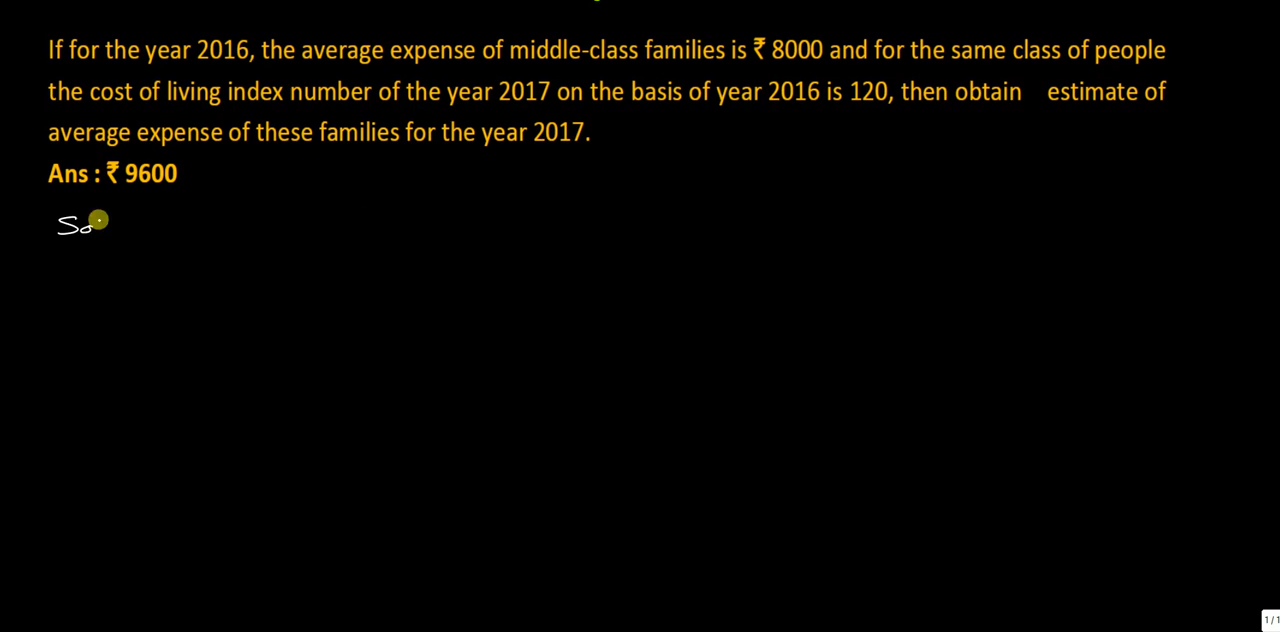 If for the year 2016, the average expense of middle-class families is ₹ 8000 and for the same class of people
the cost of living index number of the year 2017 on the basis of year 2016 is 120, then obtain estimate of
average expense of these families for the year 2017.
Ans : ₹ 9600
So
1/1